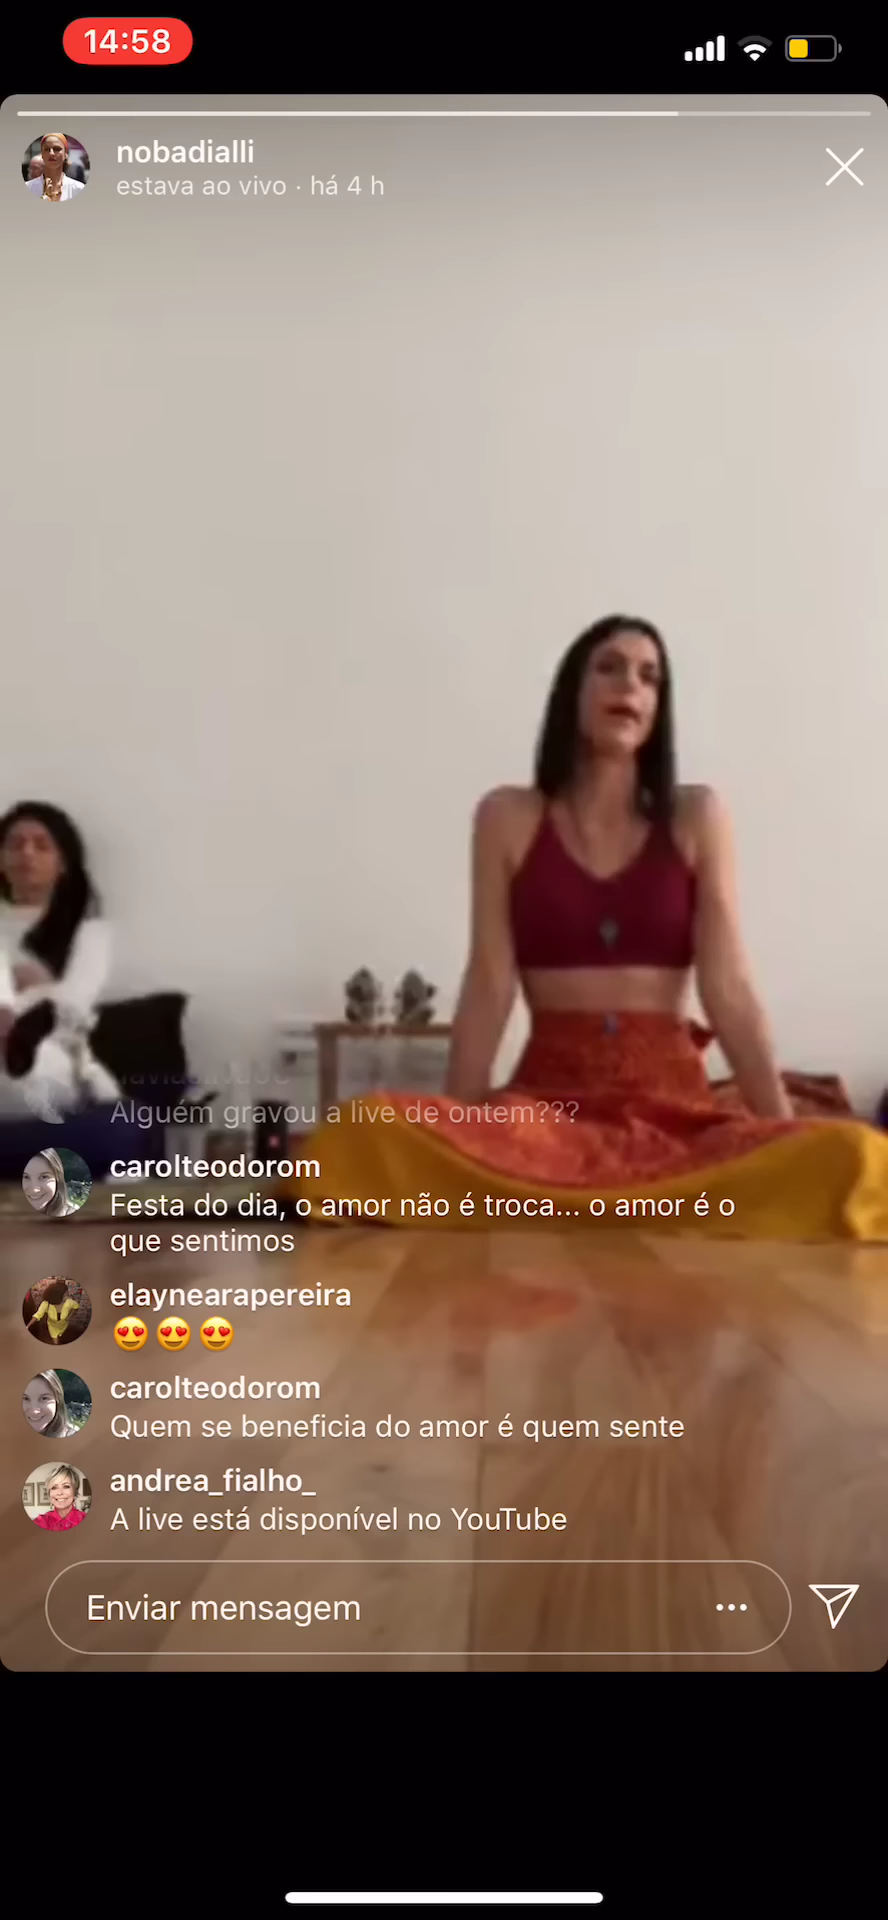 14:58
nobadialli
estava ao vivo · há 4 h
Alguém gravou a live de ontem???
carolteodorom
Festa do dia, o amor não é troca... o amor é o
que sentimos
elaynearapereira
😍 😍 😍
carolteodorom
Quem se beneficia do amor é quem sente
andrea_fialho_
A live está disponível no YouTube
Enviar mensagem